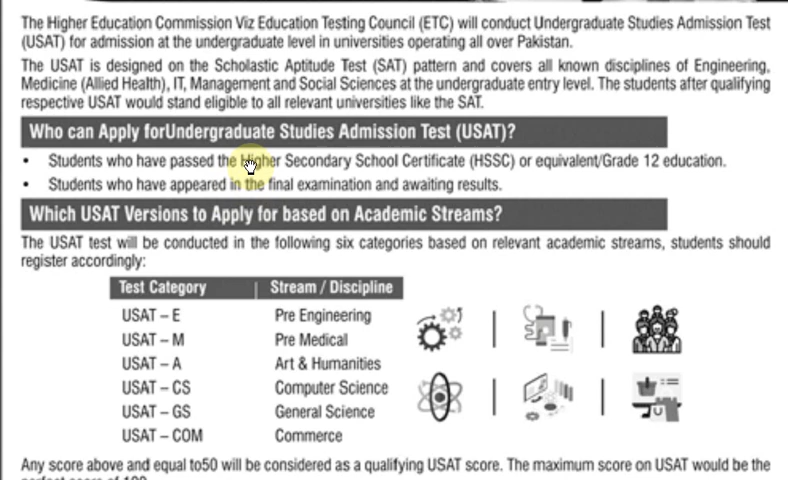 The Higher Education Commission Viz Education Testing Council (ETC) will conduct Undergraduate Studies Admission Test
(USAT) for admission at the undergraduate level in universities operating all over Pakistan.
The USAT is designed on the Scholastic Aptitude Test (SAT) pattern and covers all known disciplines of Engineering,
Medicine (Allied Health), IT, Management and Social Sciences at the undergraduate entry level. The students after qualifying
respective USAT would stand eligible to all relevant universities like the SAT.
Who can Apply forUndergraduate Studies Admission Test (USAT)?
• Students who have passed the Higher Secondary School Certificate (HSSC) or equivalent/Grade 12 education.
• Students who have appeared in the final examination and awaiting results.
Which USAT Versions to Apply for based on Academic Streams?
The USAT test will be conducted in the following six categories based on relevant academic streams, students should
register accordingly:
Test Category | Stream / Discipline
USAT – E Pre Engineering
USAT – M Pre Medical
USAT – A Art & Humanities
USAT – CS Computer Science
USAT – GS General Science
USAT – COM Commerce
Any score above and equal to50 will be considered as a qualifying USAT score. The maximum score on USAT would be the
perfect score of 100